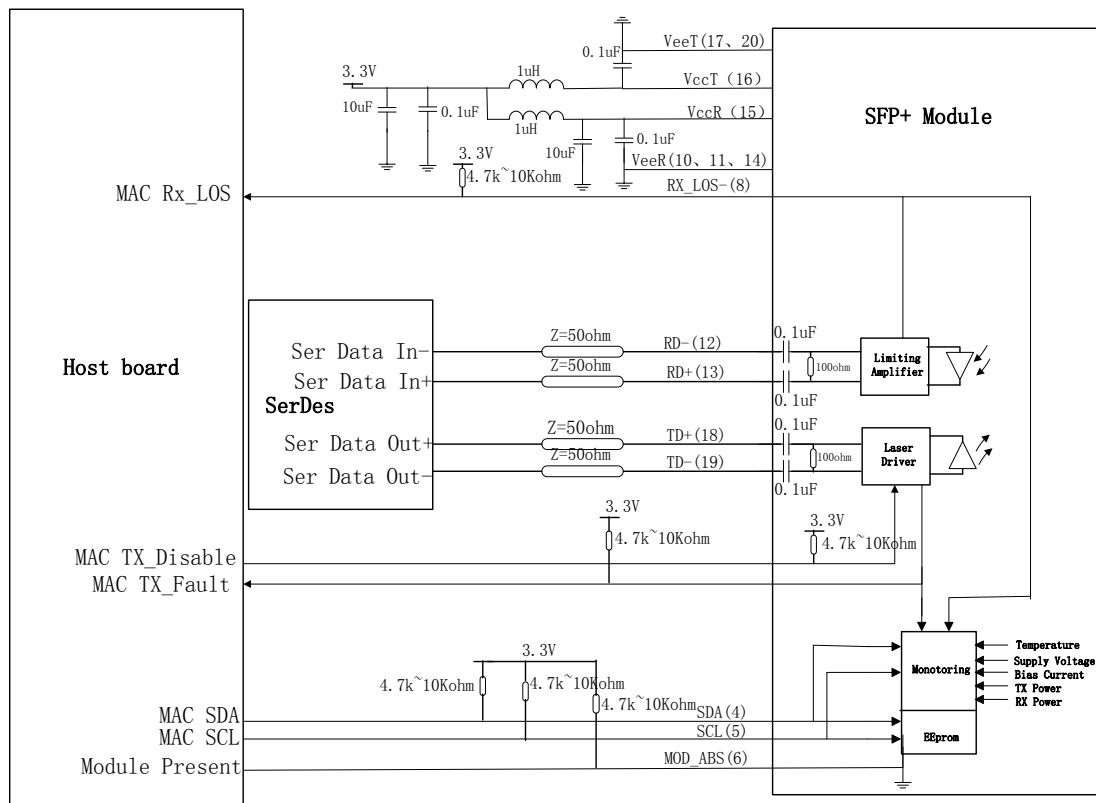 VeeT(17、20)
0.1uF
3.3V
1uH
VccT (16)
10uF
0.1uF
VccR (15)
SFP+ Module
1uH
0.1uF
10uF
3.3V
VeeR(10、11、14)
4.7k~10Kohm
RX_LOS-(8)
MAC Rx_LOS
Z=50ohm
0.1uF
Ser Data In-
RD-(12)
Limiting
Amplifier
100ohm
Host board
Z=50ohm
Ser Data In+
RD+(13)
0.1uF
SerDes
0.1uF
Z=50ohm
Ser Data Out+
TD+(18)
Laser
Driver
100ohm
Z=50ohm
Ser Data Out-
TD-(19)
0.1uF
3.3V
3.3V
4.7k~10Kohm
4.7k~10Kohm
MAC TX_Disable
MAC TX_Fault
Temperature
3.3V
Supply Voltage
Monotoring
Bias Current
4.7k~10Kohm
4.7k~10Kohm
TX Power
RX Power
4.7k~10Kohm
MAC SDA
SDA(4)
MAC SCL
SCL(5)
EEprom
Module Present
MOD_ABS(6)